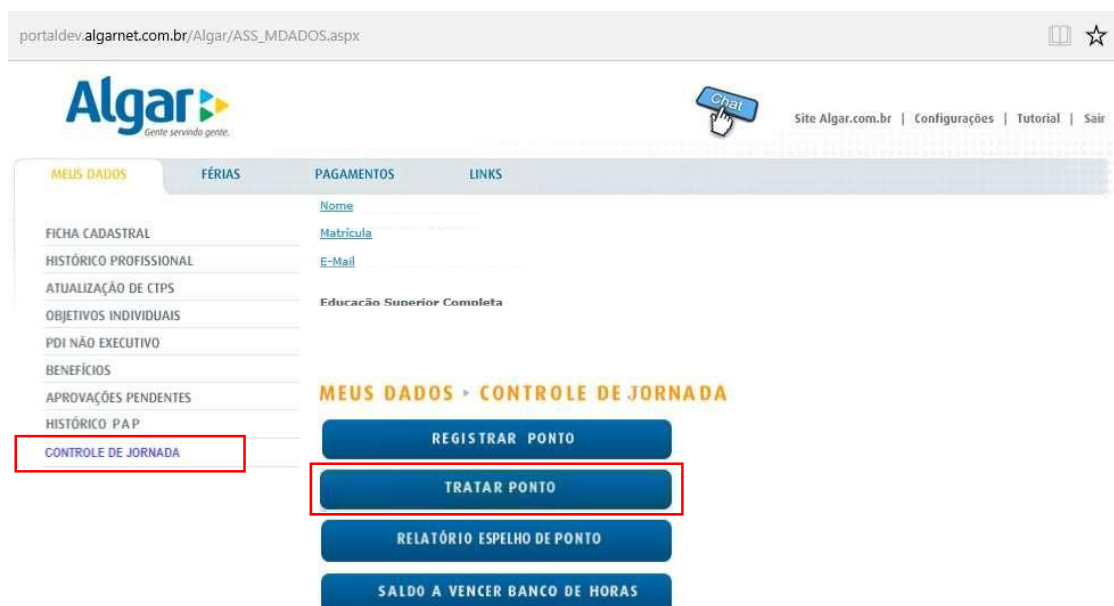 portaldev.algarnet.com.br/Algar/ASS_MDADOS.aspx
Algar
Gente servindo gente.
Chat
Site Algar.com.br | Configurações | Tutorial | Sair
MEUS DADOS FÉRIAS PAGAMENTOS LINKS
Nome
FICHA CADASTRAL
Matrícula
HISTÓRICO PROFISSIONAL
E-Mail
ATUALIZAÇÃO DE CTPS
Educação Superior Completa
OBJETIVOS INDIVIDUAIS
PDI NÃO EXECUTIVO
BENEFÍCIOS
APROVAÇÕES PENDENTES
HISTÓRICO PAP
CONTROLE DE JORNADA
MEUS DADOS ▸ CONTROLE DE JORNADA
REGISTRAR PONTO
TRATAR PONTO
RELATÓRIO ESPELHO DE PONTO
SALDO A VENCER BANCO DE HORAS